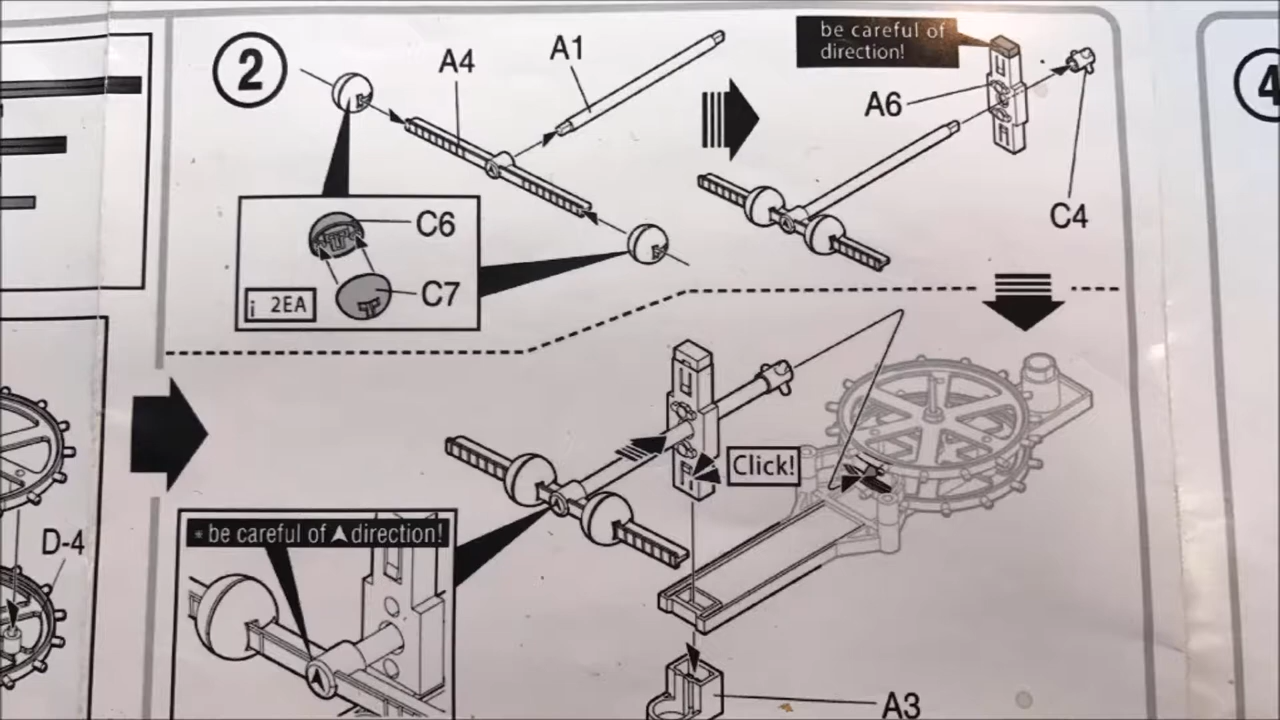 2
A4
A1
be careful of
direction!
4
A6
C4
C6
C7
¡ 2EA
Click!
* be careful of direction!
D-4
A3